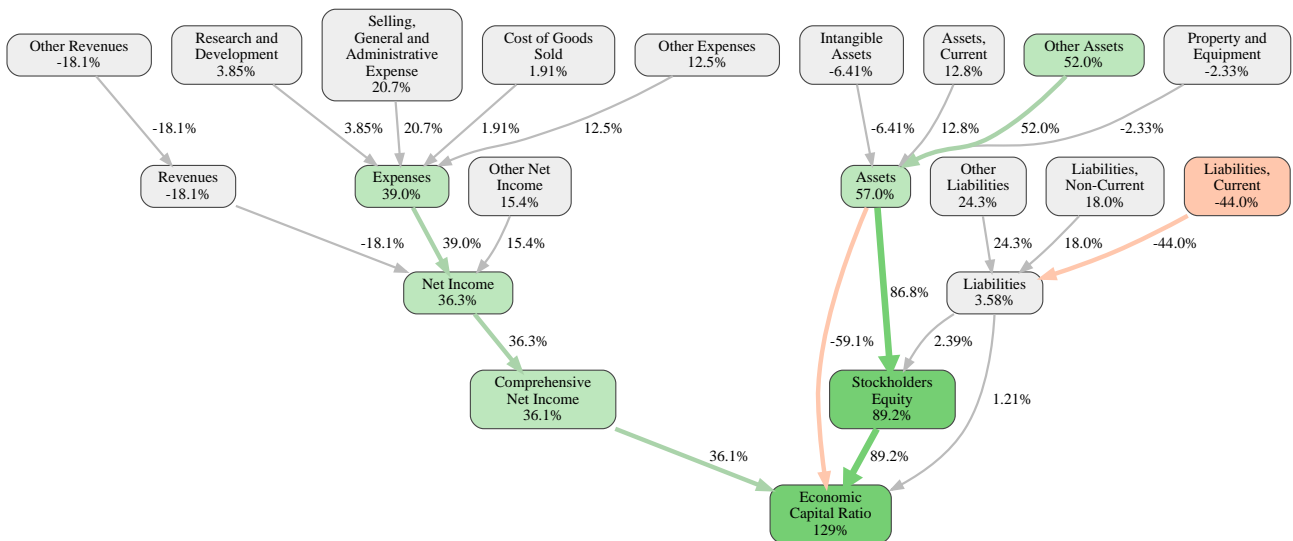 Other Revenues
-18.1%
Research and
Development
3.85%
Selling,
General and
Administrative
Expense
20.7%
Cost of Goods
Sold
1.91%
Other Expenses
12.5%
Intangible
Assets
-6.41%
Assets,
Current
12.8%
Other Assets
52.0%
Property and
Equipment
-2.33%
-18.1%
3.85%
20.7%
1.91%
12.5%
-6.41%
12.8%
52.0%
-2.33%
Revenues
-18.1%
Expenses
39.0%
Other Net
Income
15.4%
Assets
57.0%
Other
Liabilities
24.3%
Liabilities,
Non-Current
18.0%
Liabilities,
Current
-44.0%
-18.1%
39.0%
15.4%
24.3%
18.0%
-44.0%
Net Income
36.3%
86.8%
Liabilities
3.58%
36.3%
-59.1%
2.39%
Comprehensive
Net Income
36.1%
Stockholders
Equity
89.2%
1.21%
36.1%
89.2%
Economic
Capital Ratio
129%